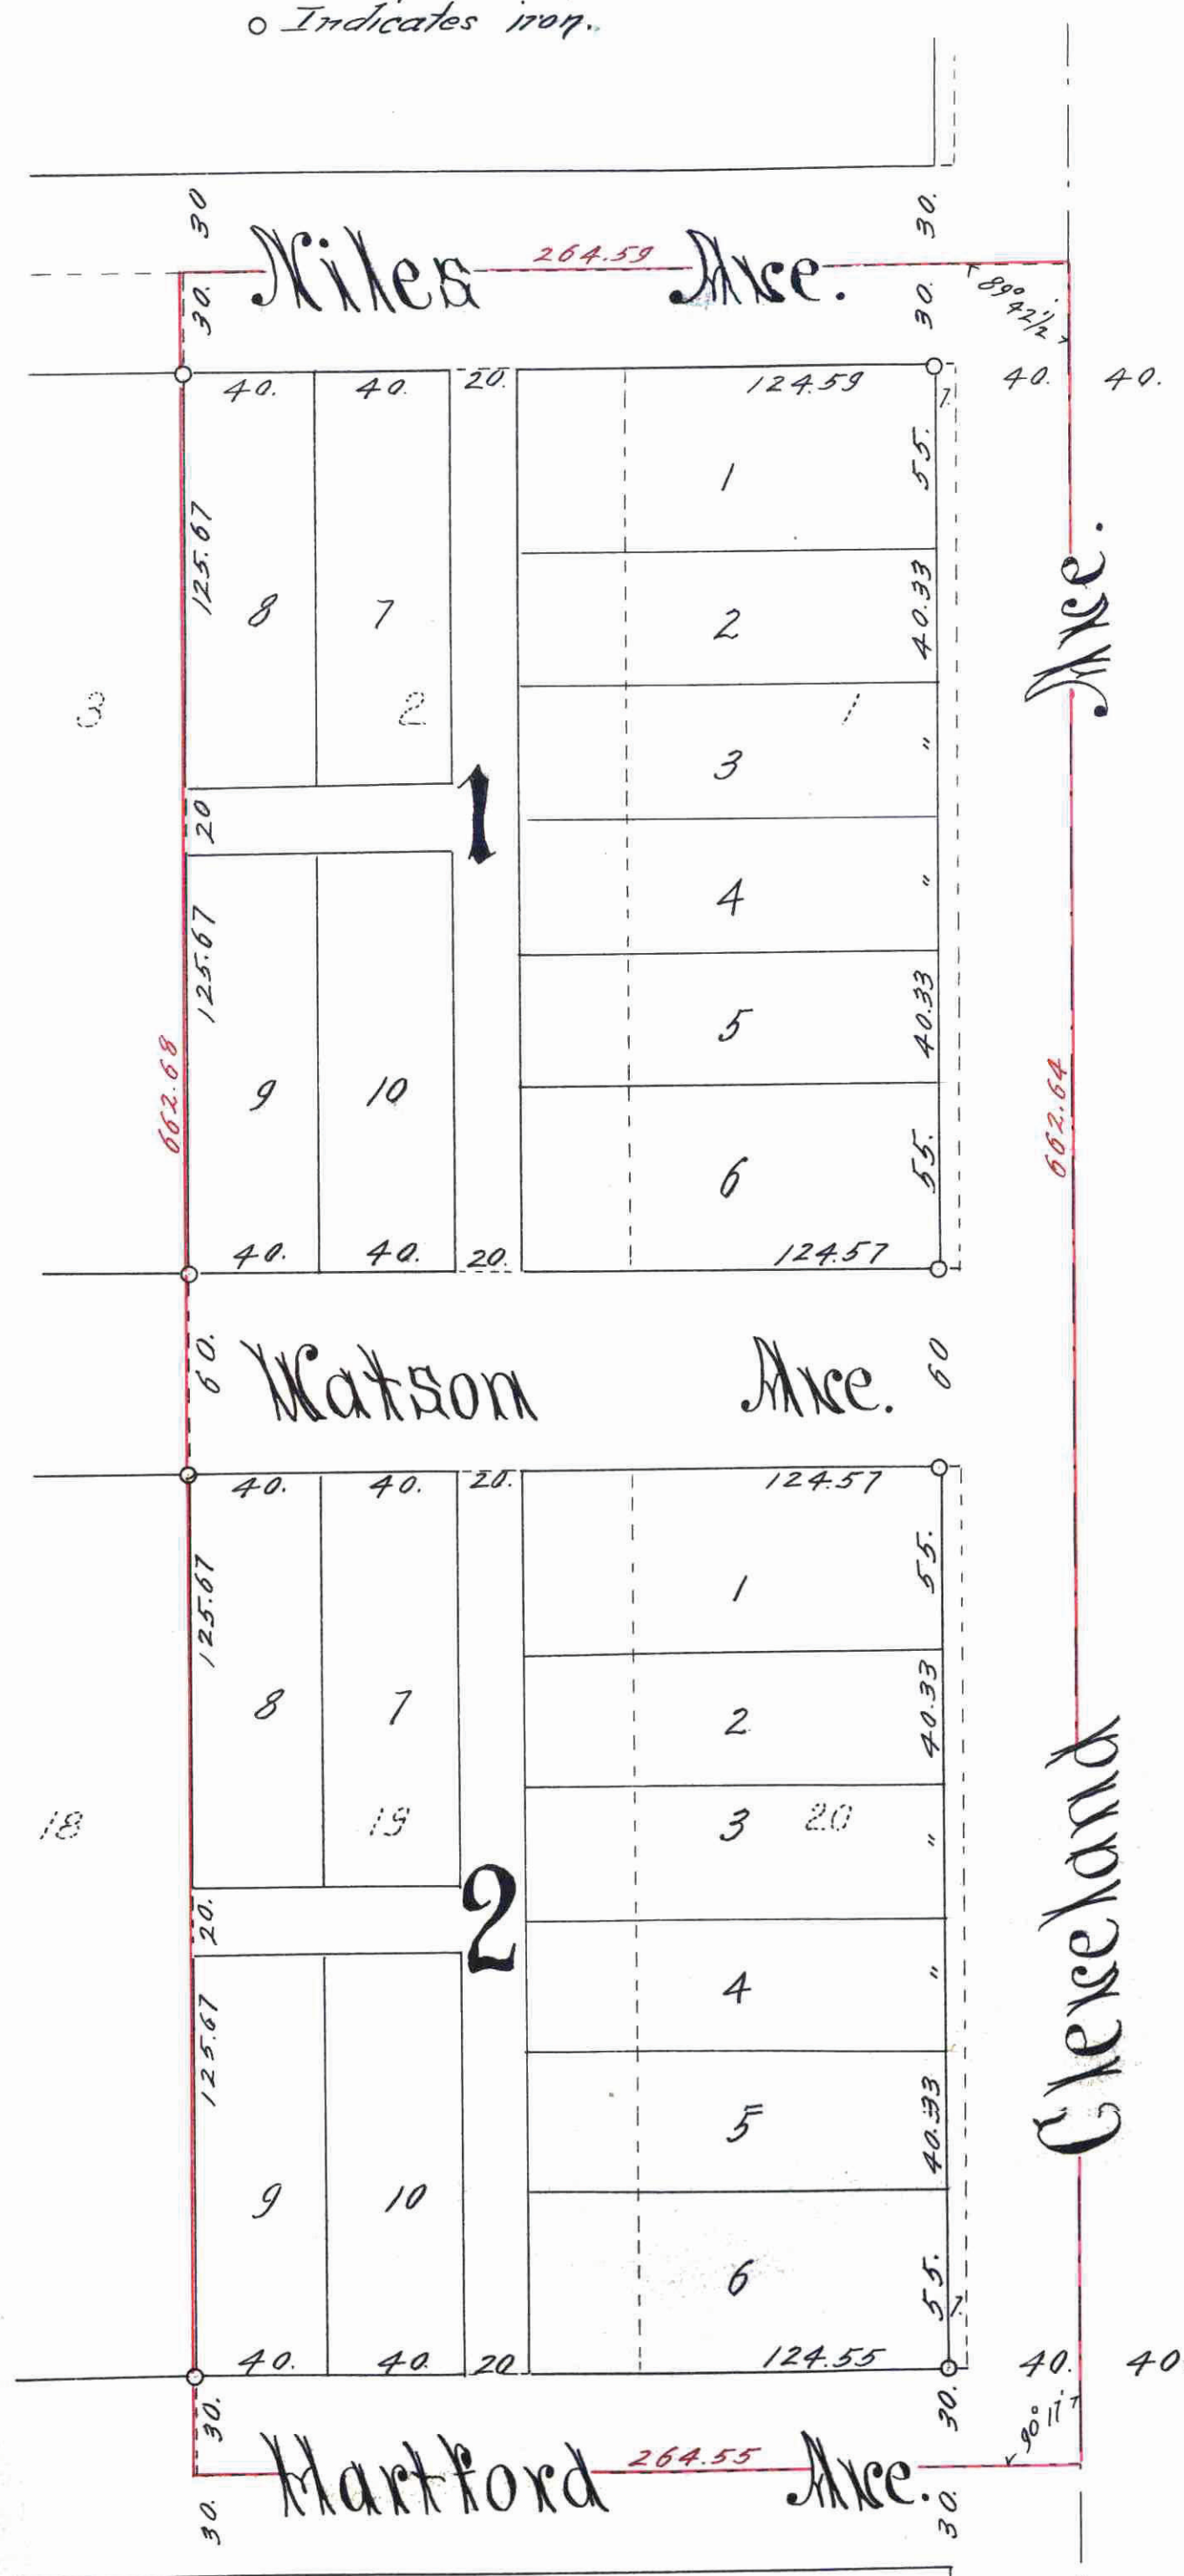 o Indicates iron.
30 30.
Niles 264.59 Ave.
30. 30. 89° 42½'
40. 40. 20. 124.59 40. 40.
7.
1 55.
125.67 8 7 2 40.33
3 2 1
3 "
20 1
4 "
125.67
5 40.33
662.68 9 10 662.64
6 55.
40. 40. 20. 124.57
60. Watson Ave. 60
40. 40. 20. 124.57
125.67 1 55.
8 7 2 40.33
18 19 3 20 "
20. 2
4 "
125.67
5 40.33
9 10
6 55.
7.
40. 40. 20 124.55 40. 40
30. 30. 90° 11'
Hartford 264.55 Ave.
30. 30.
Cleveland Ave.